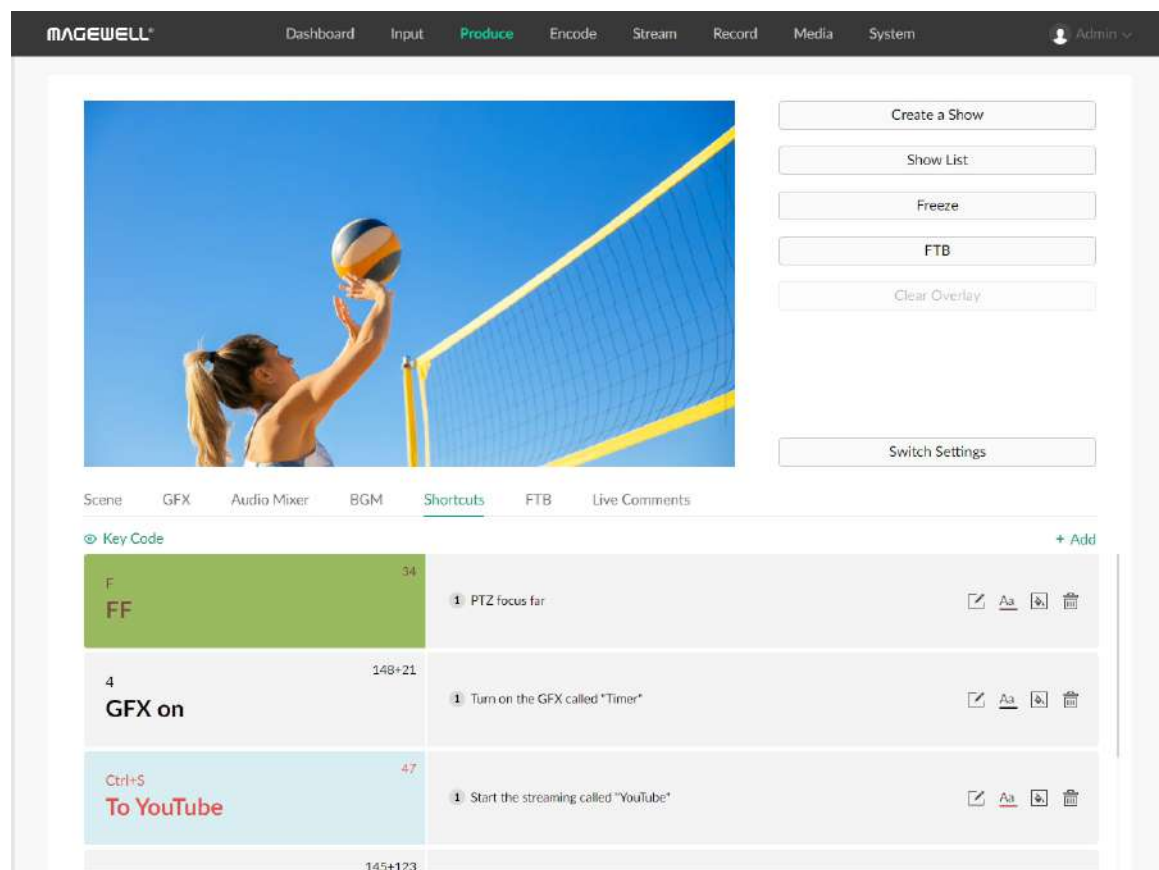 MAGEWELL®
Dashboard Input Produce Encode Stream Record Media System Admin
Create a Show
Show List
Freeze
FTB
Clear Overlay
Switch Settings
Scene GFX Audio Mixer BGM Shortcuts FTB Live Comments
Key Code + Add
F 34
FF
1 PTZ focus far Aa
4 148+21
GFX on
1 Turn on the GFX called "Timer" Aa
Ctrl+S 47
To YouTube
1 Start the streaming called "YouTube" Aa
145+123